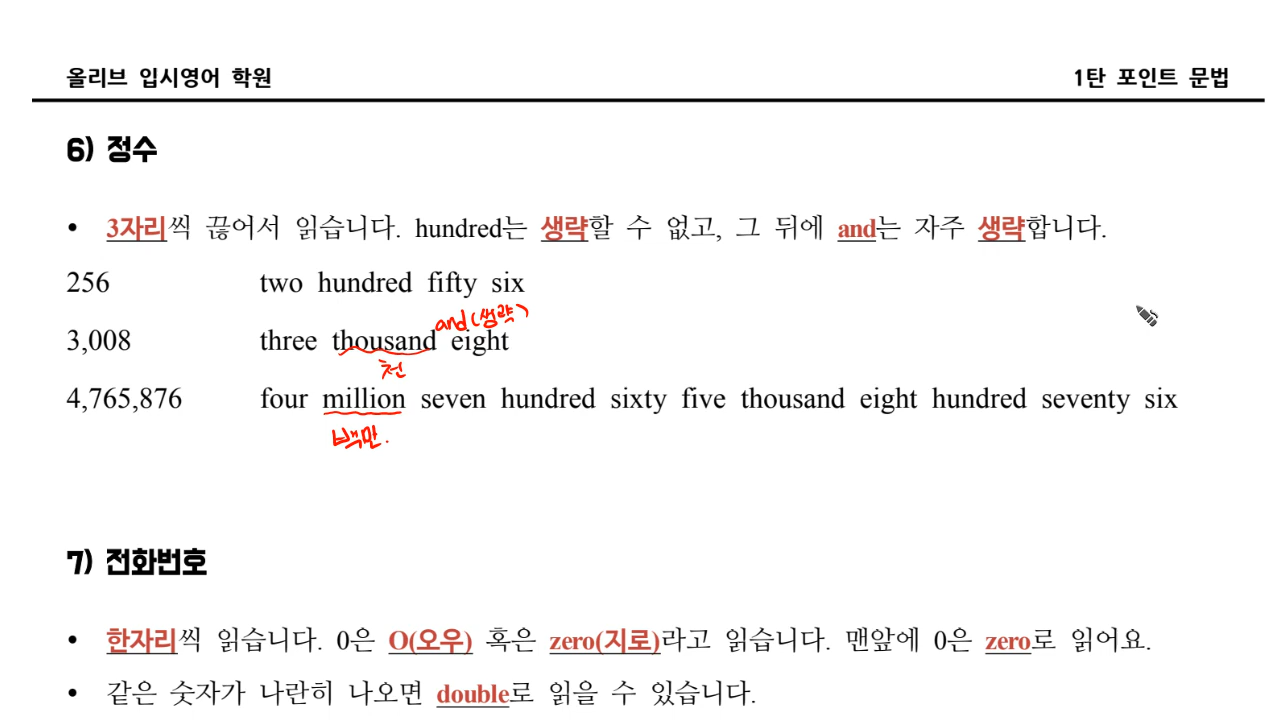 올리브 입시영어 학원 1탄 포인트 문법
6) 정수
• 3자리씩 끊어서 읽습니다. hundred는 생략할 수 없고, 그 뒤에 and는 자주 생략합니다.
256 two hundred fifty six
and(생략)
3,008 three thousand eight
천
4,765,876 four million seven hundred sixty five thousand eight hundred seventy six
백만.
7) 전화번호
• 한자리씩 읽습니다. 0은 O(오우) 혹은 zero(지로)라고 읽습니다. 맨앞에 0은 zero로 읽어요.
• 같은 숫자가 나란히 나오면 double로 읽을 수 있습니다.